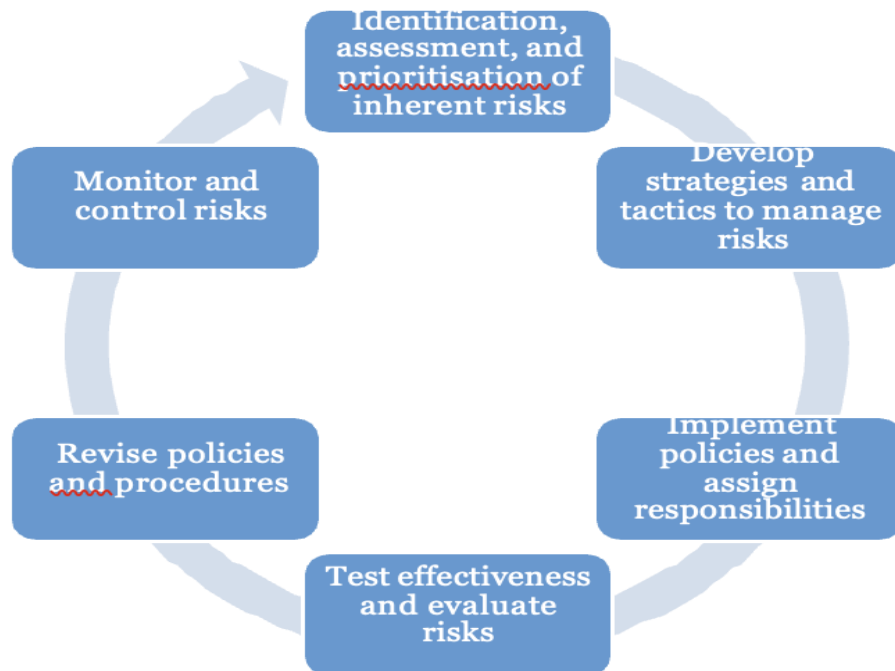 Identification,
assessment, and
prioritisation of
inherent risks
Develop
strategies and
tactics to manage
risks
Implement
policies and
assign
responsibilities
Test effectiveness
and evaluate
risks
Revise policies
and procedures
Monitor and
control risks